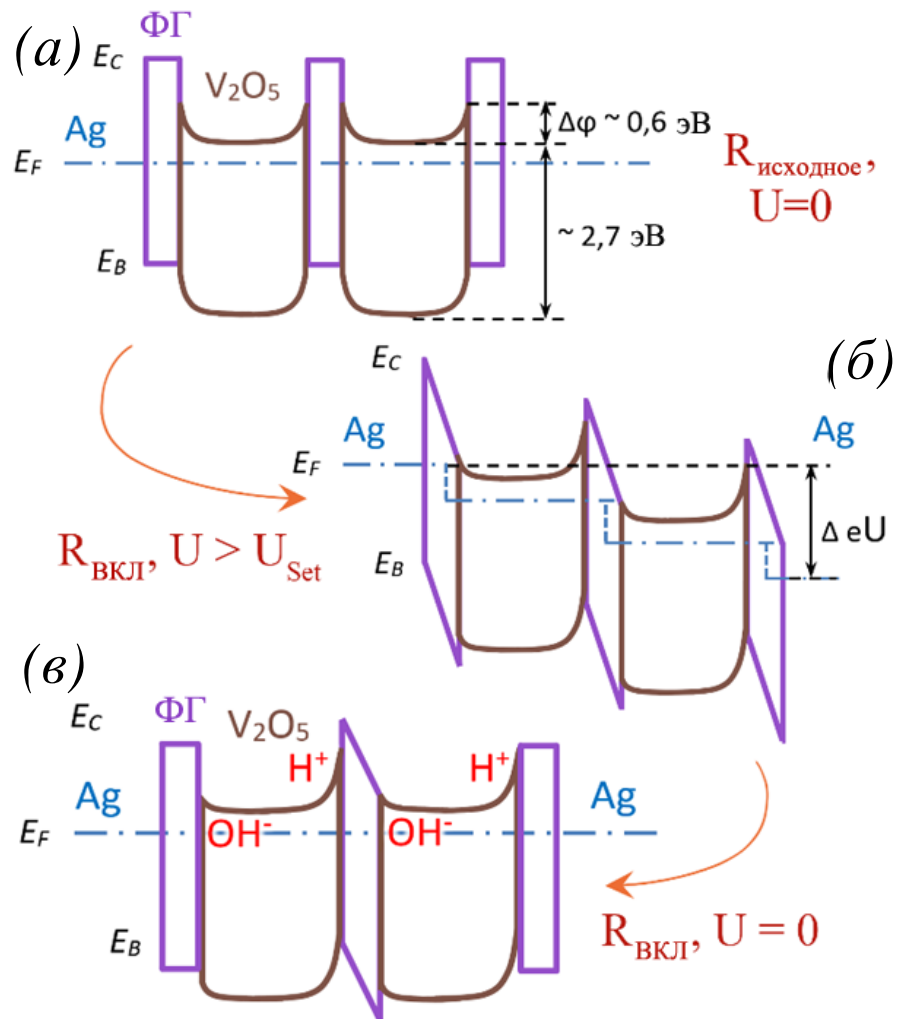 (а)
ФГ
E_C
V₂O₅
Δφ ~ 0,6 эВ
Ag
E_F
R_исходное,
U=0
~ 2,7 эВ
E_B
(б)
E_C
Ag
Ag
E_F
Δ eU
R_ВКЛ, U > U_Set
E_B
(в)
ФГ
E_C
V₂O₅
H⁺
H⁺
Ag
Ag
E_F
OH⁻
OH⁻
R_ВКЛ, U = 0
E_B